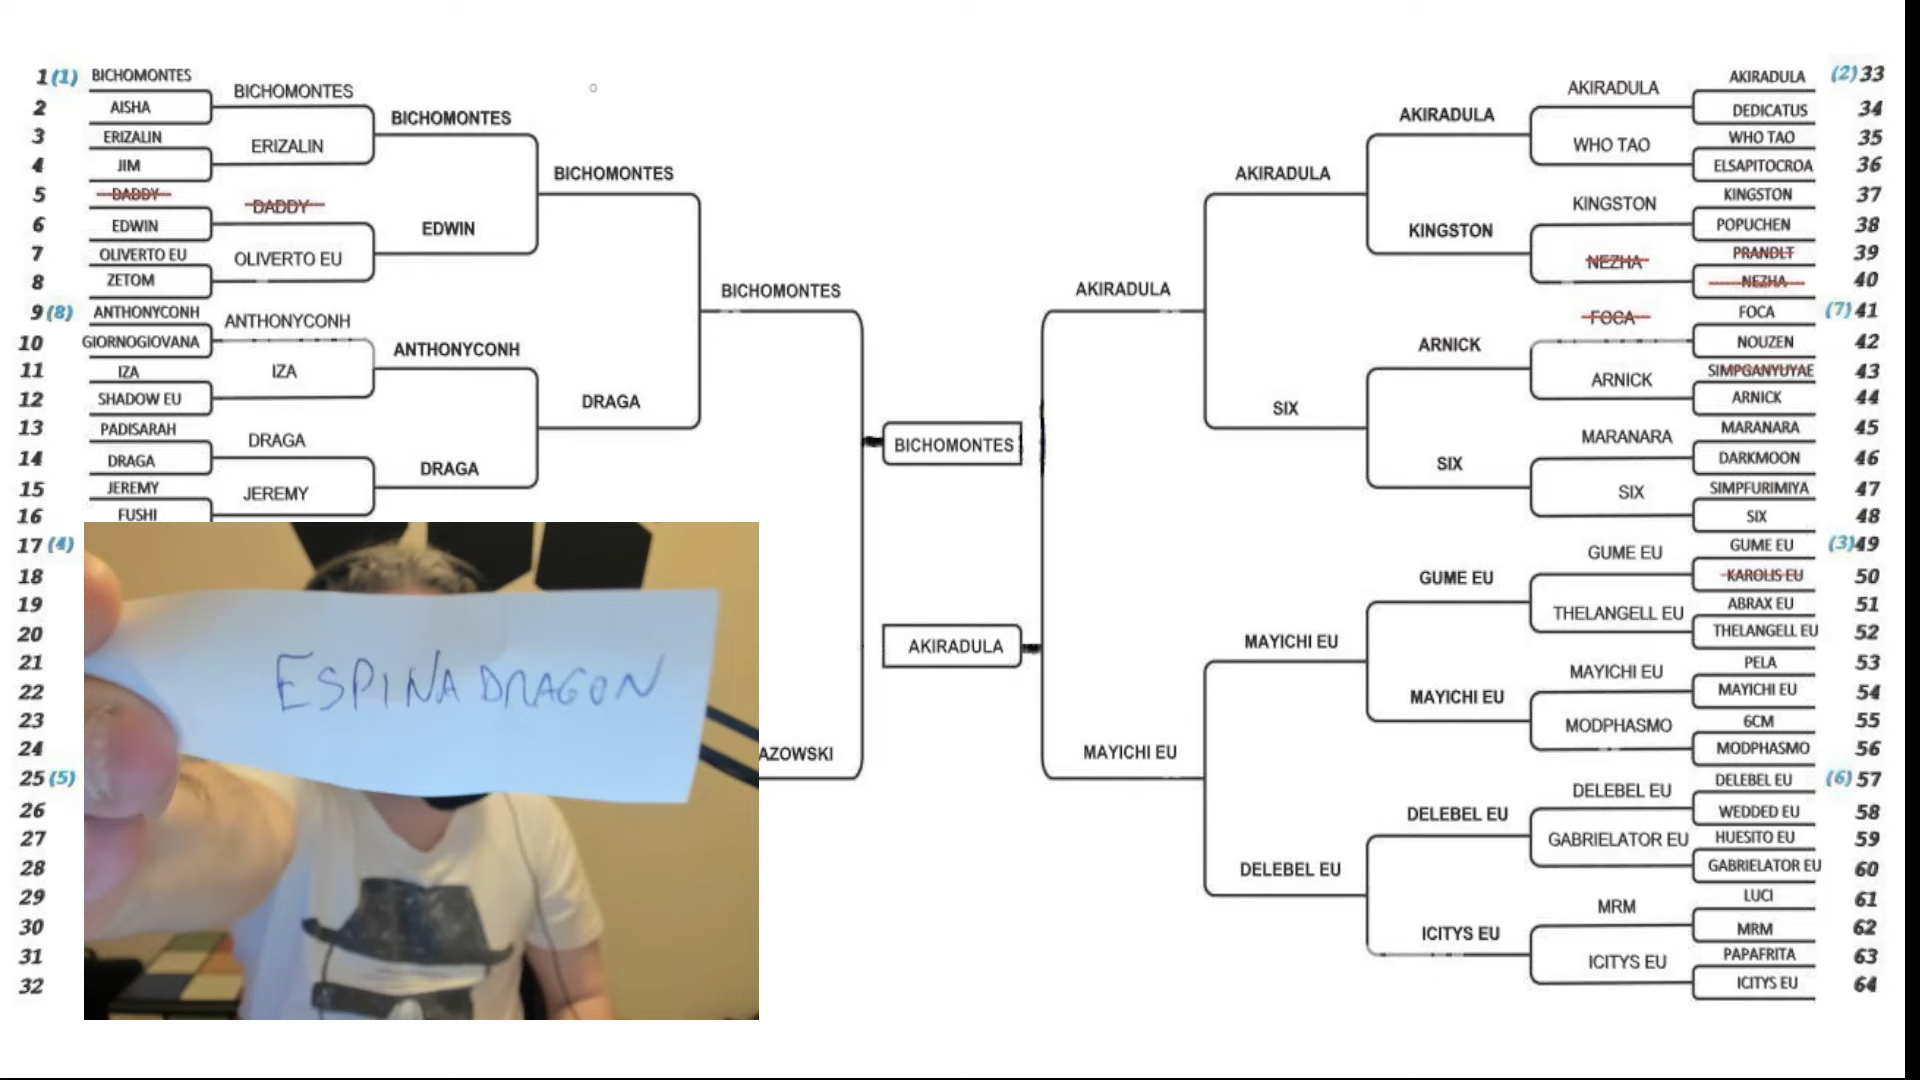 1 (1) BICHOMONTES
2 AISHA
3 ERIZALIN
4 JIM
5 DADDY
6 EDWIN
7 OLIVERTO EU
8 ZETOM
9 (8) ANTHONYCONH
10 GIORNOGIOVANA
11 IZA
12 SHADOW EU
13 PADISARAH
14 DRAGA
15 JEREMY
16 FUSHI
17 (4)
18
19
20
21
22
23
24
25 (5)
26
27
28
29
30
31
32
BICHOMONTES
ERIZALIN
DADDY
OLIVERTO EU
ANTHONYCONH
IZA
DRAGA
JEREMY
BICHOMONTES
EDWIN
ANTHONYCONH
DRAGA
BICHOMONTES
DRAGA
BICHOMONTES
AZOWSKI
ESPINA DRAGON
BICHOMONTES
AKIRADULA
AKIRADULA
MAYICHI EU
AKIRADULA
SIX
MAYICHI EU
DELEBEL EU
AKIRADULA
KINGSTON
ARNICK
SIX
GUME EU
MAYICHI EU
DELEBEL EU
ICITYS EU
AKIRADULA
WHO TAO
KINGSTON
NEZHA
FOCA
ARNICK
MARANARA
SIX
GUME EU
THELANGELL EU
MAYICHI EU
MODPHASMO
DELEBEL EU
GABRIELATOR EU
MRM
ICITYS EU
AKIRADULA (2) 33
DEDICATUS 34
WHO TAO 35
ELSAPITOCROA 36
KINGSTON 37
POPUCHEN 38
PRANDLT 39
NEZHA 40
FOCA (7) 41
NOUZEN 42
SIMPGANYUYAE 43
ARNICK 44
MARANARA 45
DARKMOON 46
SIMPFURIMIYA 47
SIX 48
GUME EU (3) 49
KAROLIS EU 50
ABRAX EU 51
THELANGELL EU 52
PELA 53
MAYICHI EU 54
6CM 55
MODPHASMO 56
DELEBEL EU (6) 57
WEDDED EU 58
HUESITO EU 59
GABRIELATOR EU 60
LUCI 61
MRM 62
PAPAFRITA 63
ICITYS EU 64